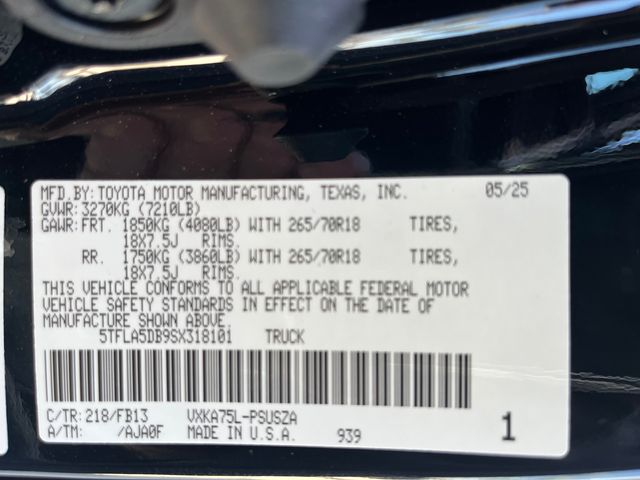 MFD.BY:TOYOTA MOTOR MANUFACTURING, TEXAS, INC. 05/25
GVWR:3270KG (7210LB)
GAWR:FRT. 1850KG (4080LB) WITH 265/70R18 TIRES,
18X7.5J RIMS.
RR. 1750KG (3860LB) WITH 265/70R18 TIRES,
18X7.5J RIMS.
THIS VEHICLE CONFORMS TO ALL APPLICABLE FEDERAL MOTOR
VEHICLE SAFETY STANDARDS IN EFFECT ON THE DATE OF
MANUFACTURE SHOWN ABOVE.
5TFLA5DB9SX318101 TRUCK
C/TR:218/FB13 VXKA75L-PSUSZA
A/TM: /AJA0F MADE IN U.S.A. 939 1